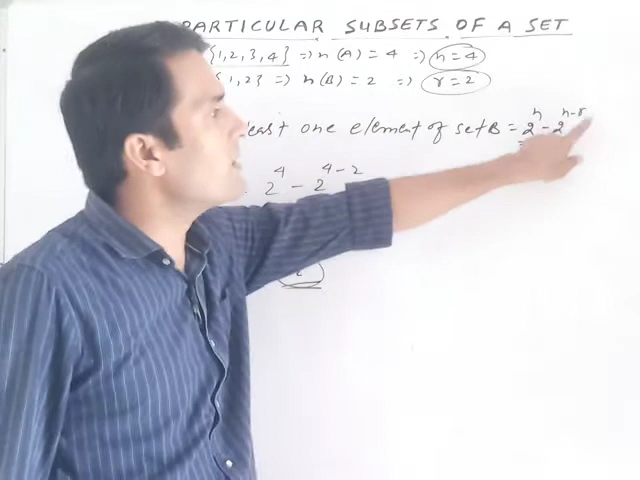 PARTICULAR SUBSETS OF A SET
{1,2,3,4} => n(A) = 4 => n = 4
1,2} => n(B) = 2 => r = 2
least one element of set B = 2^n - 2^(n-r)
2^4 - 2^(4-2)